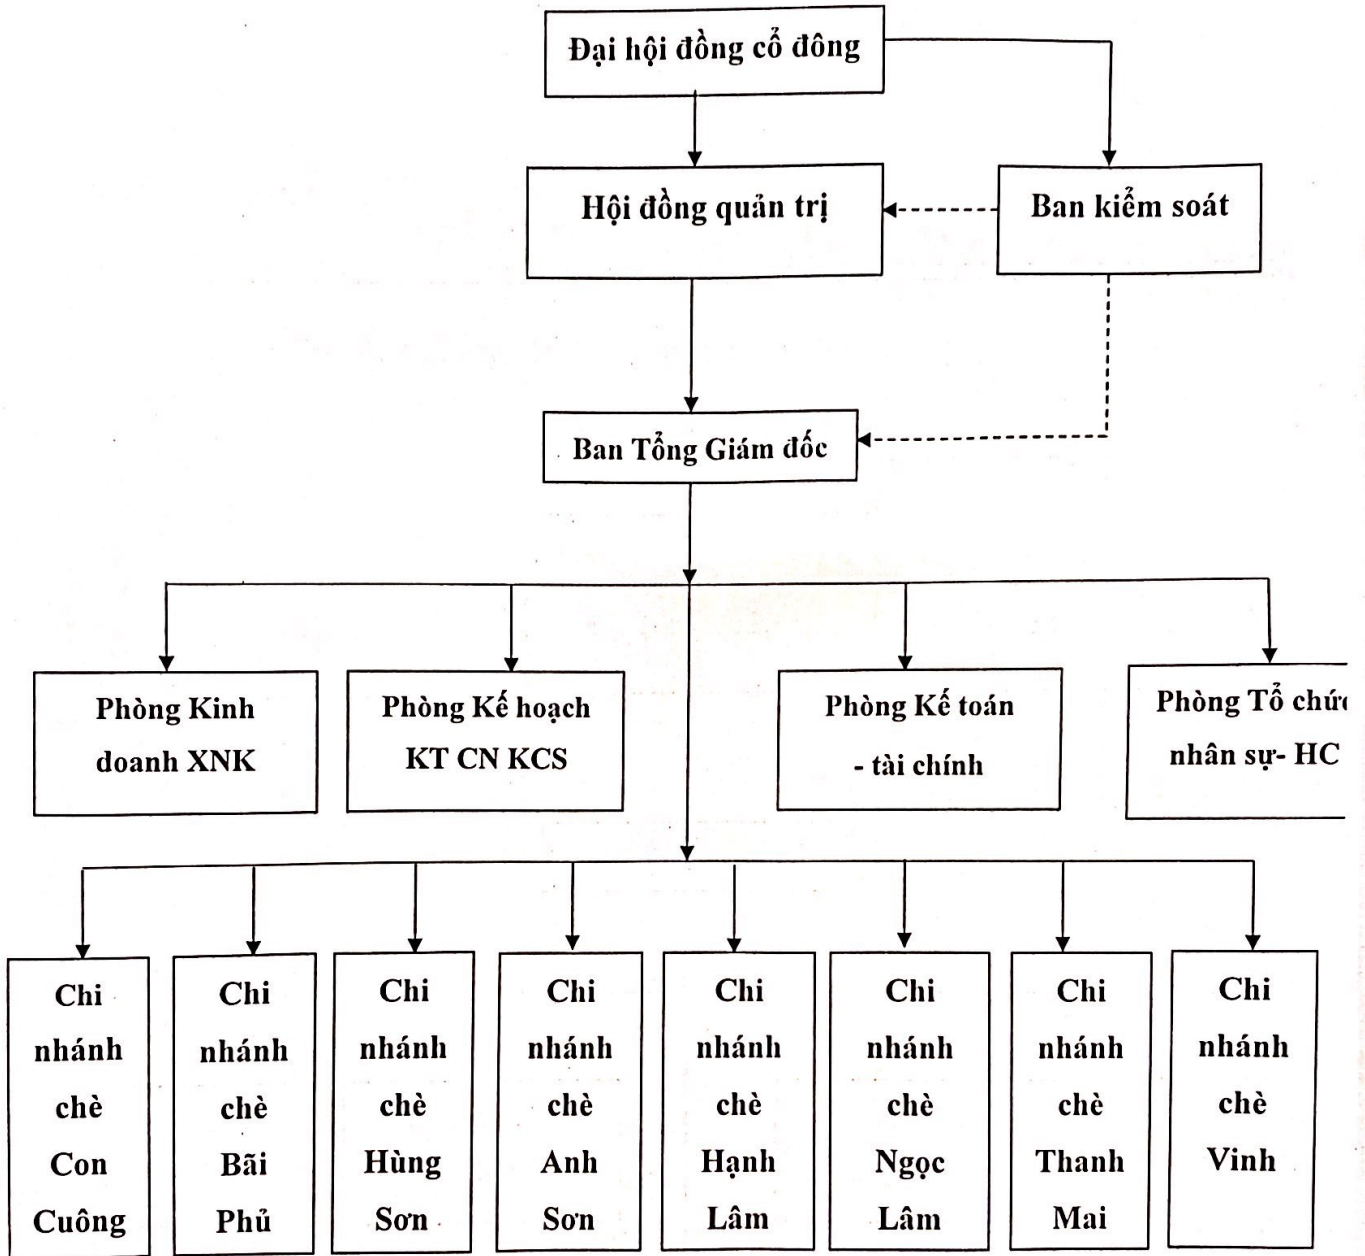 Đại hội đồng cổ đông
Hội đồng quản trị
Ban kiểm soát
Ban Tổng Giám đốc
Phòng Kinh
doanh XNK
Phòng Kế hoạch
KT CN KCS
Phòng Kế toán
- tài chính
Phòng Tổ chức
nhân sự- HC
Chi
nhánh
chè
Con
Cuông
Chi
nhánh
chè
Bãi
Phủ
Chi
nhánh
chè
Hùng
Sơn
Chi
nhánh
chè
Anh
Sơn
Chi
nhánh
chè
Hạnh
Lâm
Chi
nhánh
chè
Ngọc
Lâm
Chi
nhánh
chè
Thanh
Mai
Chi
nhánh
chè
Vinh